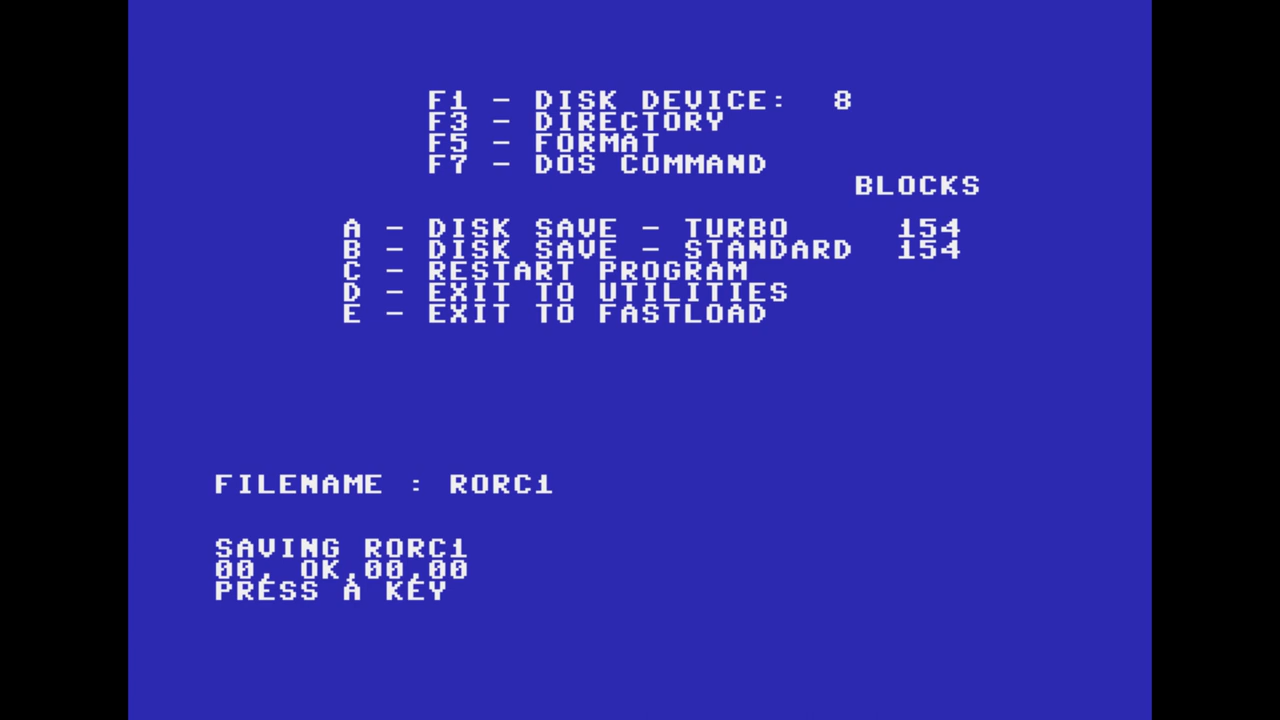 F1 - DISK DEVICE:  8
F3 - DIRECTORY
F5 - FORMAT
F7 - DOS COMMAND
BLOCKS
A - DISK SAVE - TURBO     154
B - DISK SAVE - STANDARD  154
C - RESTART PROGRAM
D - EXIT TO UTILITIES
E - EXIT TO FASTLOAD
FILENAME : RORC1
SAVING RORC1
00, OK,00,00
PRESS A KEY